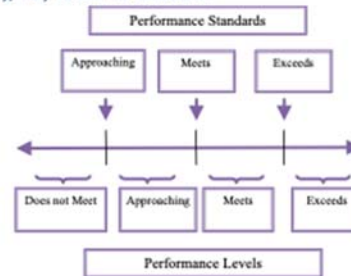 Performance Standards
Approaching
Meets
Exceeds
Does not Meet
Approaching
Meets
Exceeds
Performance Levels